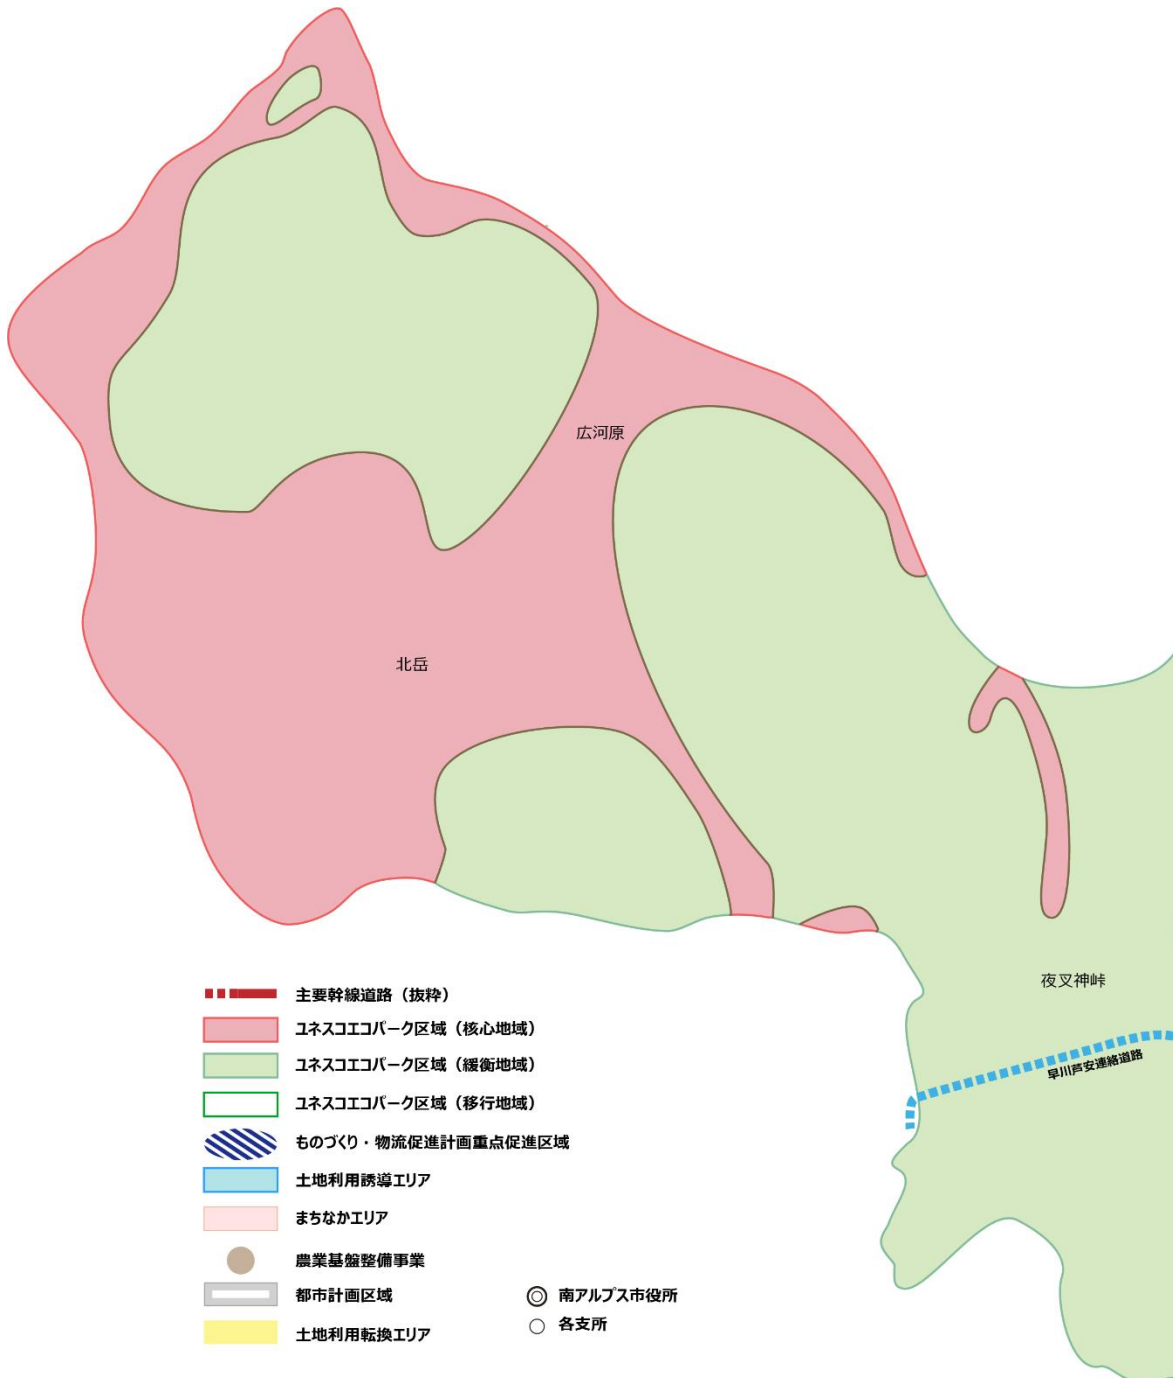 広河原
北岳
夜叉神峠
早川芦安連絡道路
主要幹線道路（抜粋）
ユネスコエコパーク区域（核心地域）
ユネスコエコパーク区域（緩衝地域）
ユネスコエコパーク区域（移行地域）
ものづくり・物流促進計画重点促進区域
土地利用誘導エリア
まちなかエリア
農業基盤整備事業
都市計画区域
土地利用転換エリア
南アルプス市役所
各支所